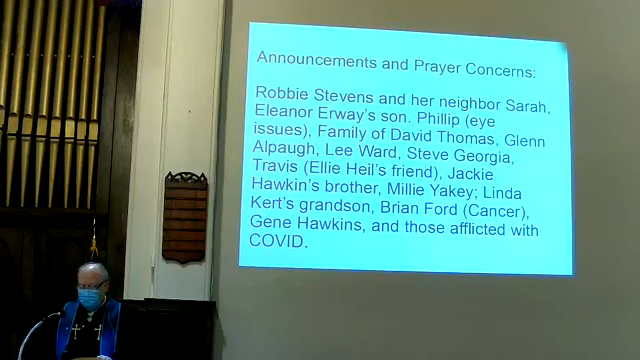 Announcements and Prayer Concerns:
Robbie Stevens and her neighbor Sarah,
Eleanor Erway's son. Phillip (eye
issues), Family of David Thomas, Glenn
Alpaugh, Lee Ward, Steve Georgia,
Travis (Ellie Heil's friend), Jackie
Hawkin's brother, Millie Yakey; Linda
Kert's grandson, Brian Ford (Cancer),
Gene Hawkins, and those afflicted with
COVID.